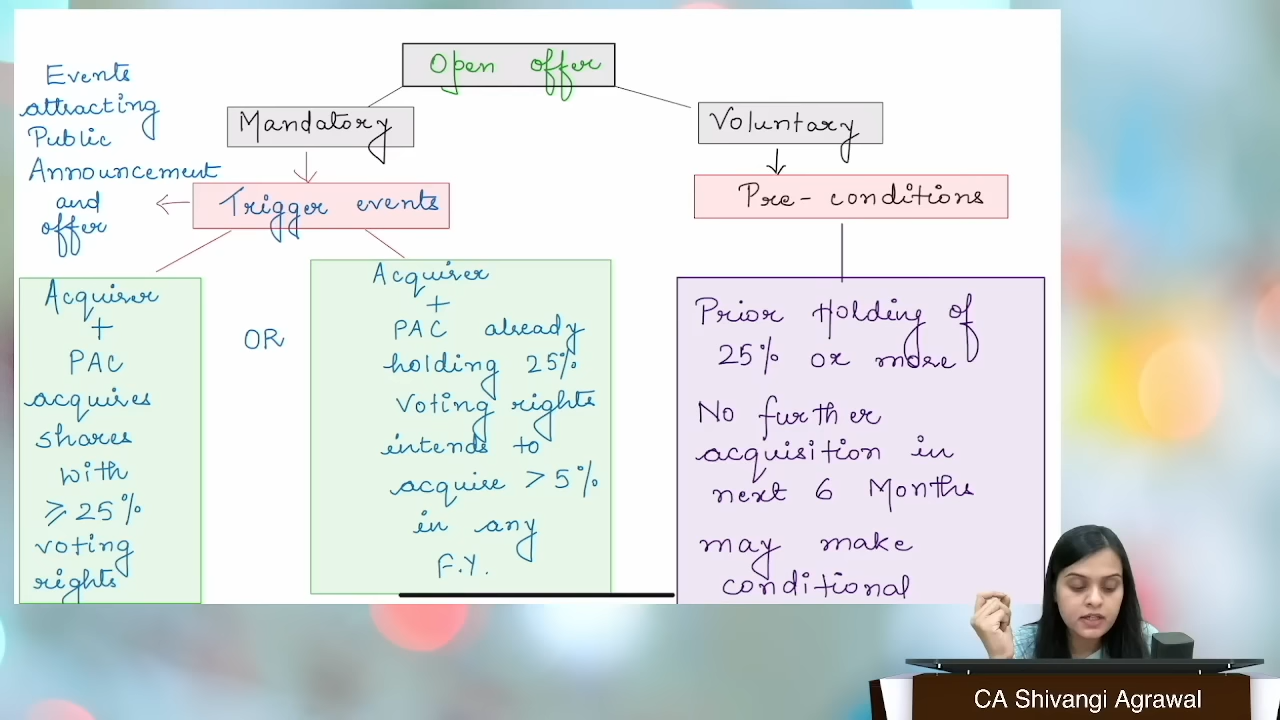 Open offer
Mandatory
Voluntary
Events
attracting
Public
Announcement
and
offer
Trigger events
Pre-conditions
Acquirer
+
PAC
acquires
shares
with
≥ 25%
voting
rights
OR
Acquirer
+
PAC already
holding 25%
Voting rights
intends to
acquire > 5%
in any
F.Y.
Prior Holding of
25% or more
No further
acquisition in
next 6 Months
may make
conditional
CA Shivangi Agrawal